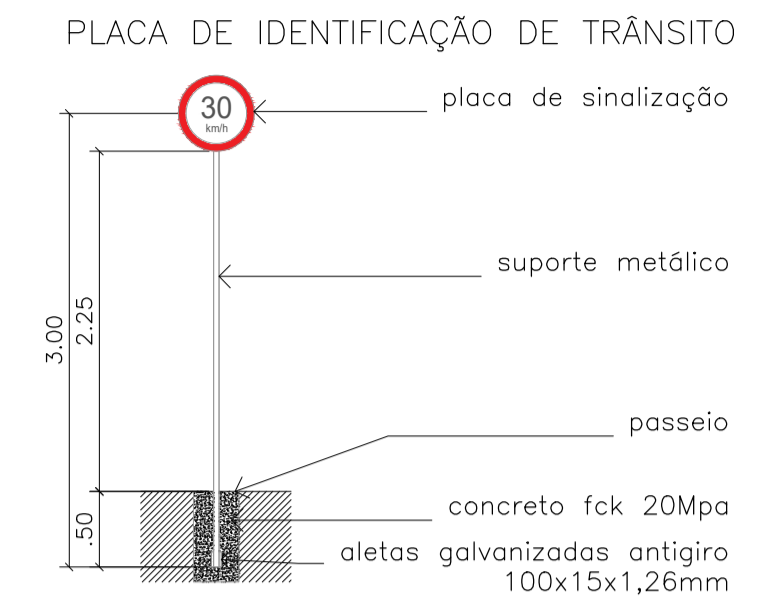 PLACA DE IDENTIFICAÇÃO DE TRÂNSITO
30
km/h
placa de sinalização
suporte metálico
3.00
2.25
passeio
.50
concreto fck 20Mpa
aletas galvanizadas antigiro
100x15x1,26mm